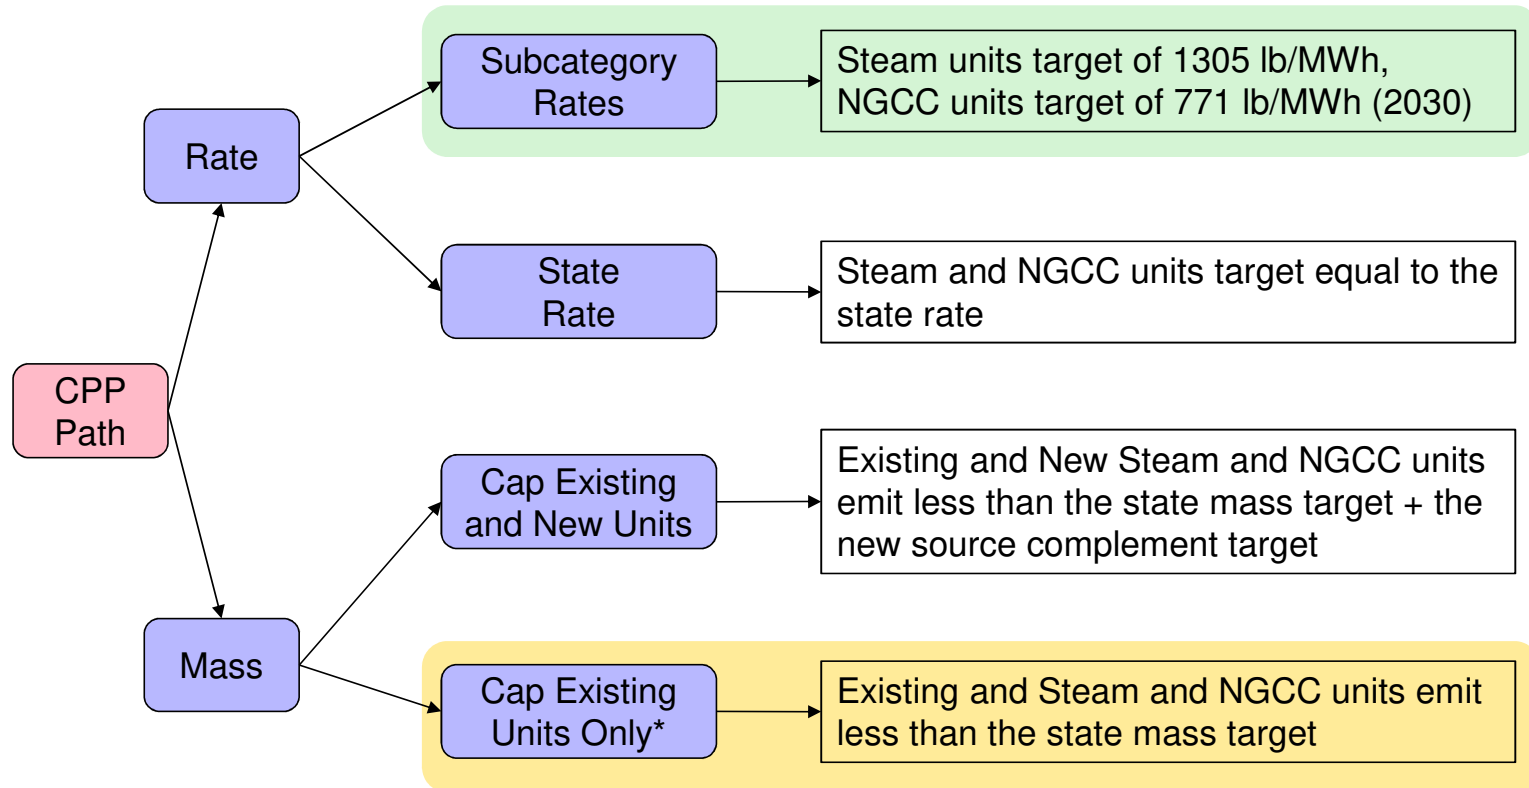 Subcategory
Rates
Steam units target of 1305 lb/MWh,
NGCC units target of 771 lb/MWh (2030)
Rate
State
Rate
Steam and NGCC units target equal to the
state rate
CPP
Path
Cap Existing
and New Units
Existing and New Steam and NGCC units
emit less than the state mass target + the
new source complement target
Mass
Cap Existing
Units Only*
Existing and Steam and NGCC units emit
less than the state mass target